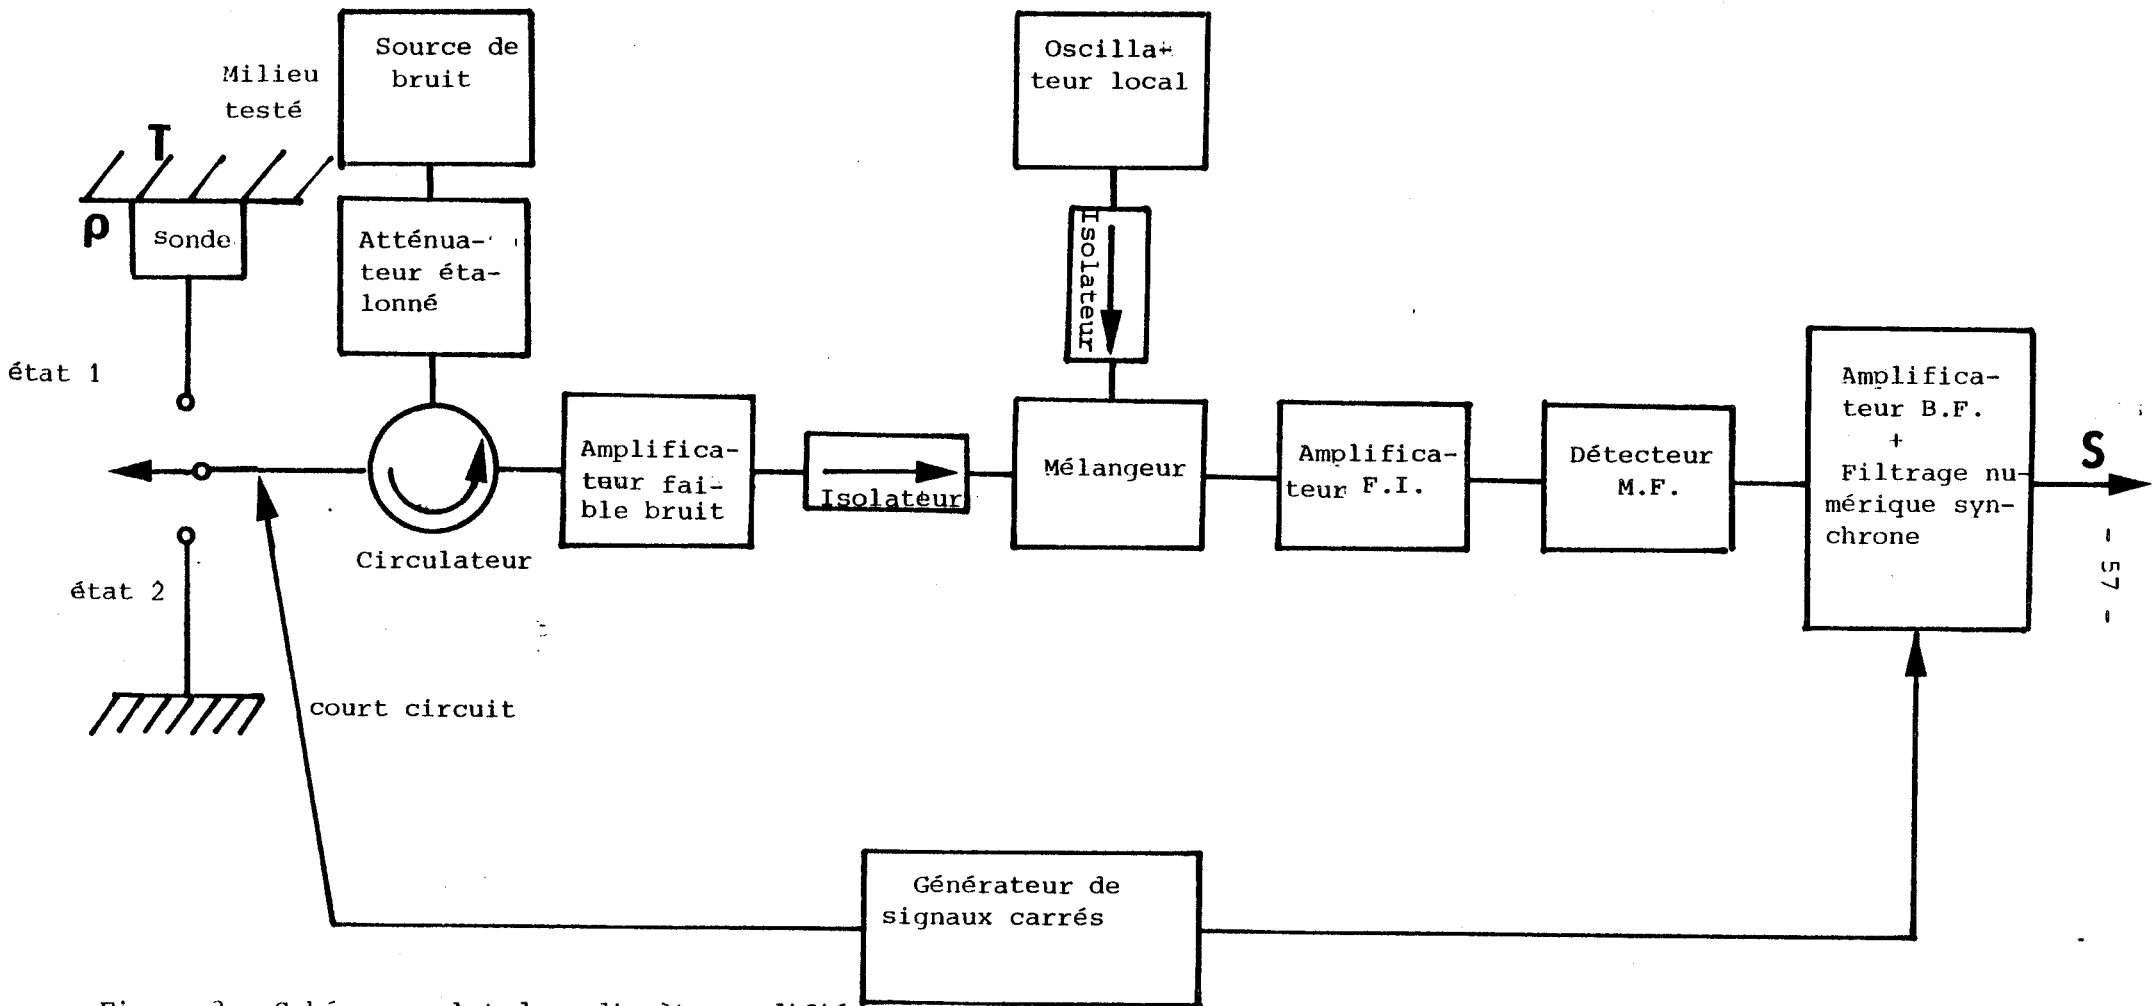 Source de
bruit
Oscilla-
teur local
Milieu
testé
T
ρ
sonde
Atténua-
teur éta-
lonné
Isolateur
état 1
Amplifica-
teur fai-
ble bruit
Isolateur
Mélangeur
Amplifica-
teur F.I.
Détecteur
M.F.
Amplifica-
teur B.F.
+
Filtrage nu-
mérique syn-
chrone
S
- 57 -
Circulateur
état 2
court circuit
Générateur de
signaux carrés